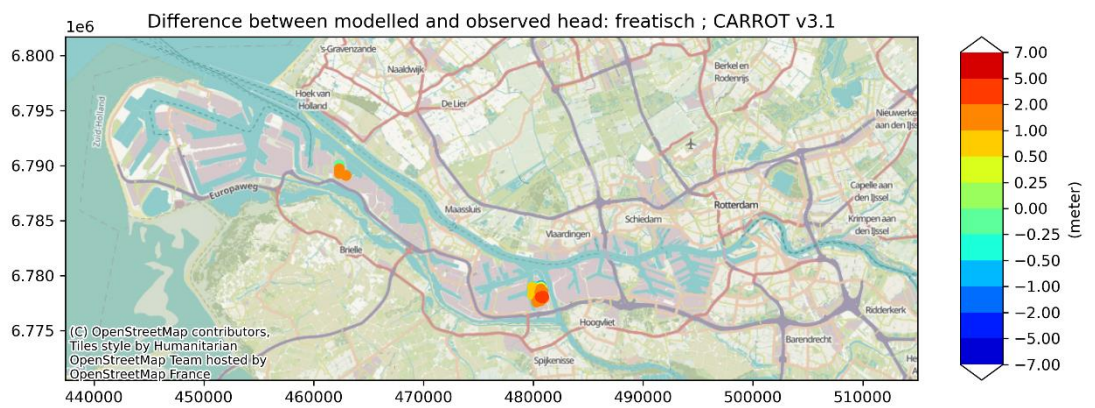 Difference between modelled and observed head: freatisch ; CARROT v3.1
1e6
6.800
6.795
6.790
6.785
6.780
6.775
440000
450000
460000
470000
480000
490000
500000
510000
's-Gravenzande
Naaldwijk
Hoek van
Holland
De Lier
Berkel en
Rodenrijs
Nieuwerke
aan den IJss
Zuid-Holland
Europaweg
Maassluis
Vlaardingen
Schiedam
Rotterdam
Capelle aan
den IJssel
Krimpen aan
den IJssel
Brielle
Hoogvliet
Spijkenisse
Barendrecht
Ridderkerk
He
A
(C) OpenStreetMap contributors,
Tiles style by Humanitarian
OpenStreetMap Team hosted by
OpenStreetMap France
7.00
5.00
2.00
1.00
0.50
0.25
0.00
−0.25
−0.50
−1.00
−2.00
−5.00
−7.00
(meter)